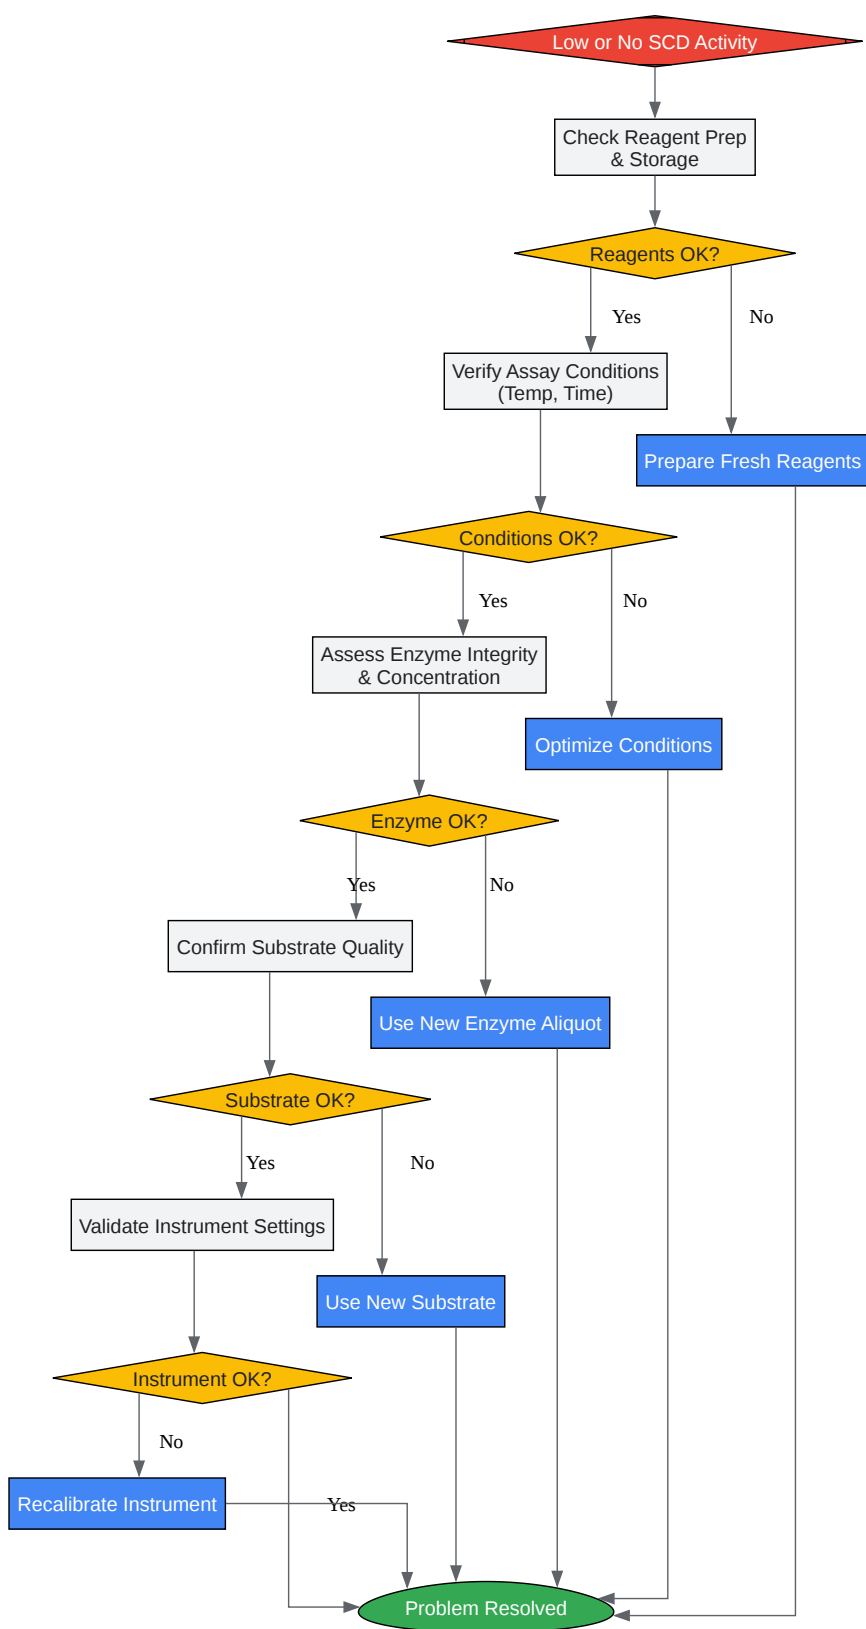 Low or No SCD Activity
Check Reagent Prep
& Storage
Reagents OK?
Yes
No
Verify Assay Conditions
(Temp, Time)
Prepare Fresh Reagents
Conditions OK?
Yes
No
Assess Enzyme Integrity
& Concentration
Optimize Conditions
Enzyme OK?
Yes
No
Confirm Substrate Quality
Use New Enzyme Aliquot
Substrate OK?
Yes
No
Validate Instrument Settings
Use New Substrate
Instrument OK?
No
Recalibrate Instrument
Yes
Problem Resolved